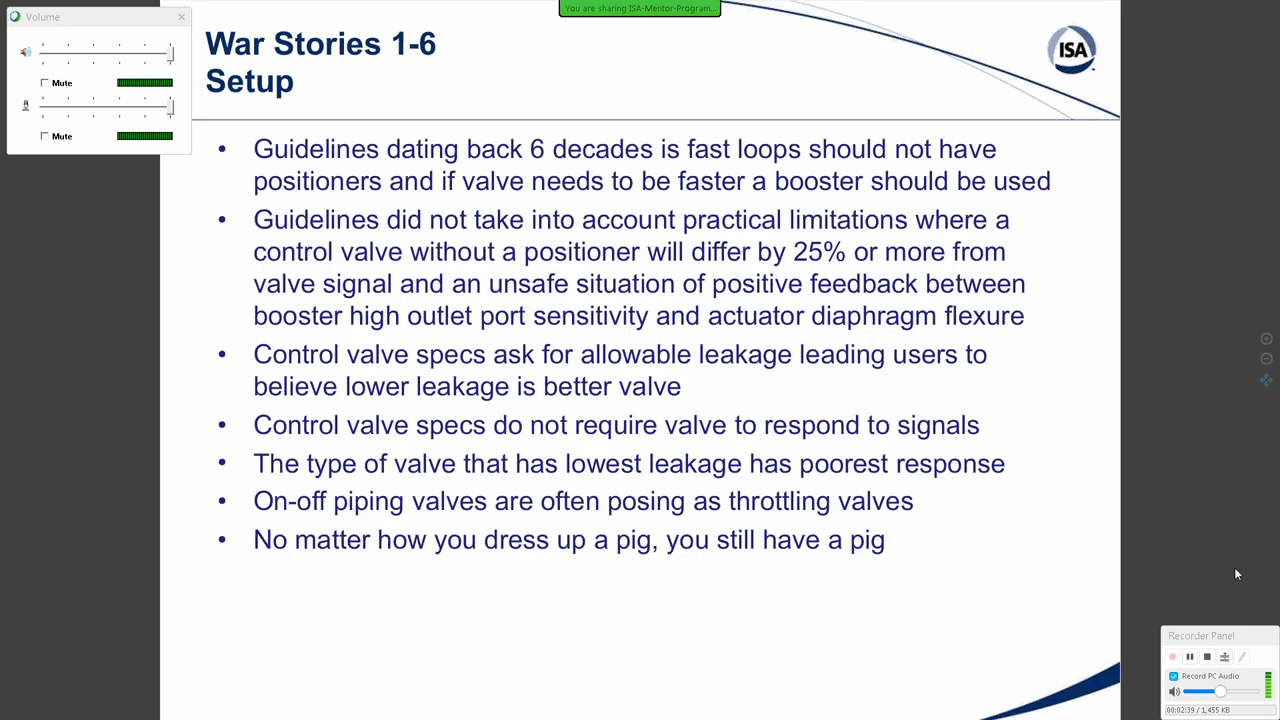 Volume
Mute
Mute
You are sharing ISA-Mentor-Program...
War Stories 1-6
Setup
ISA
• Guidelines dating back 6 decades is fast loops should not have
positioners and if valve needs to be faster a booster should be used
• Guidelines did not take into account practical limitations where a
control valve without a positioner will differ by 25% or more from
valve signal and an unsafe situation of positive feedback between
booster high outlet port sensitivity and actuator diaphragm flexure
• Control valve specs ask for allowable leakage leading users to
believe lower leakage is better valve
• Control valve specs do not require valve to respond to signals
• The type of valve that has lowest leakage has poorest response
• On-off piping valves are often posing as throttling valves
• No matter how you dress up a pig, you still have a pig
Recorder Panel
Record PC Audio
00:02:39 / 1,455 KB